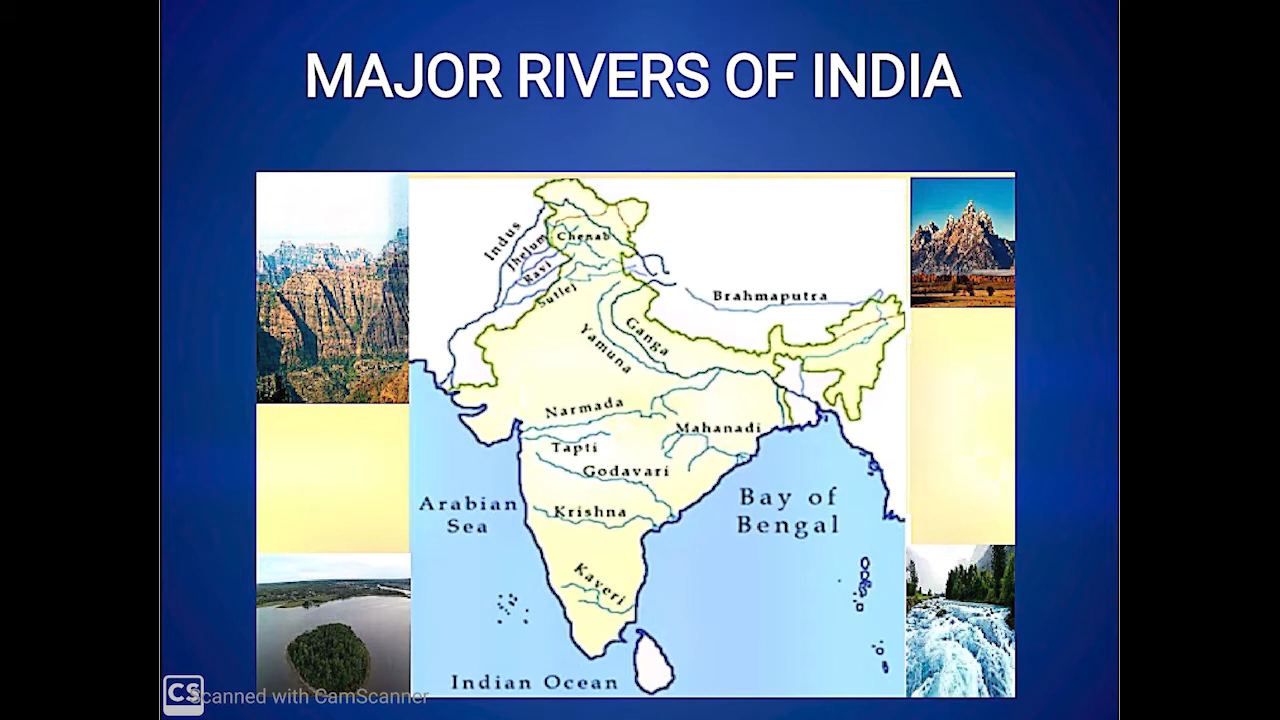 MAJOR RIVERS OF INDIA
Indus
Jhelum
Chenab
Ravi
Sutlej
Brahmaputra
Ganga
Yamuna
Narmada
Mahanadi
Tapti
Godavari
Arabian
Sea
Krishna
Bay of
Bengal
Kaveri
Indian Ocean
CS
Scanned with CamScanner